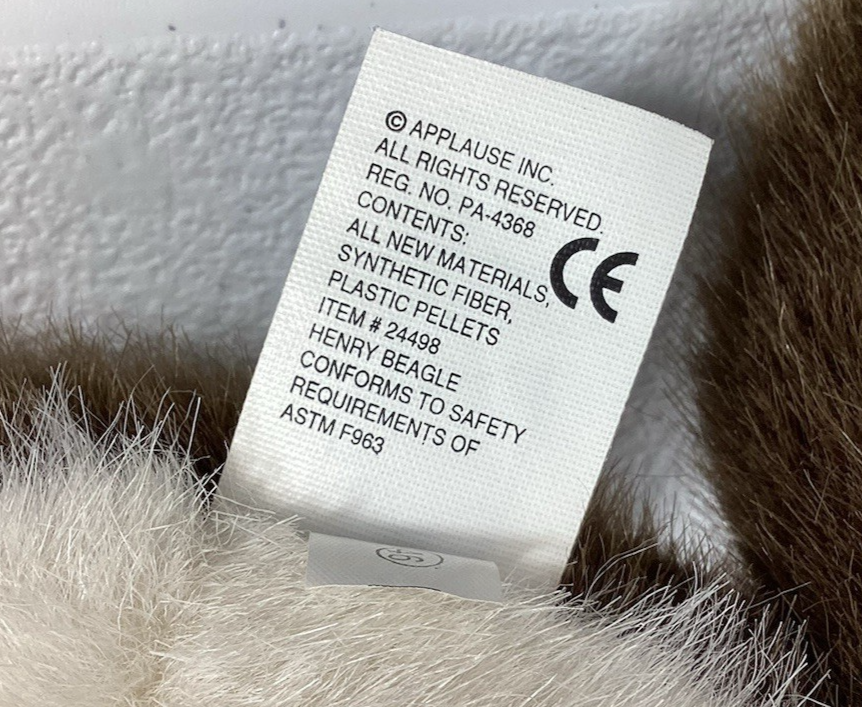 © APPLAUSE INC.
ALL RIGHTS RESERVED.
REG. NO. PA-4368
CONTENTS:
ALL NEW MATERIALS,
SYNTHETIC FIBER,
PLASTIC PELLETS
ITEM # 24498
HENRY BEAGLE
CONFORMS TO SAFETY
REQUIREMENTS OF
ASTM F963
CE